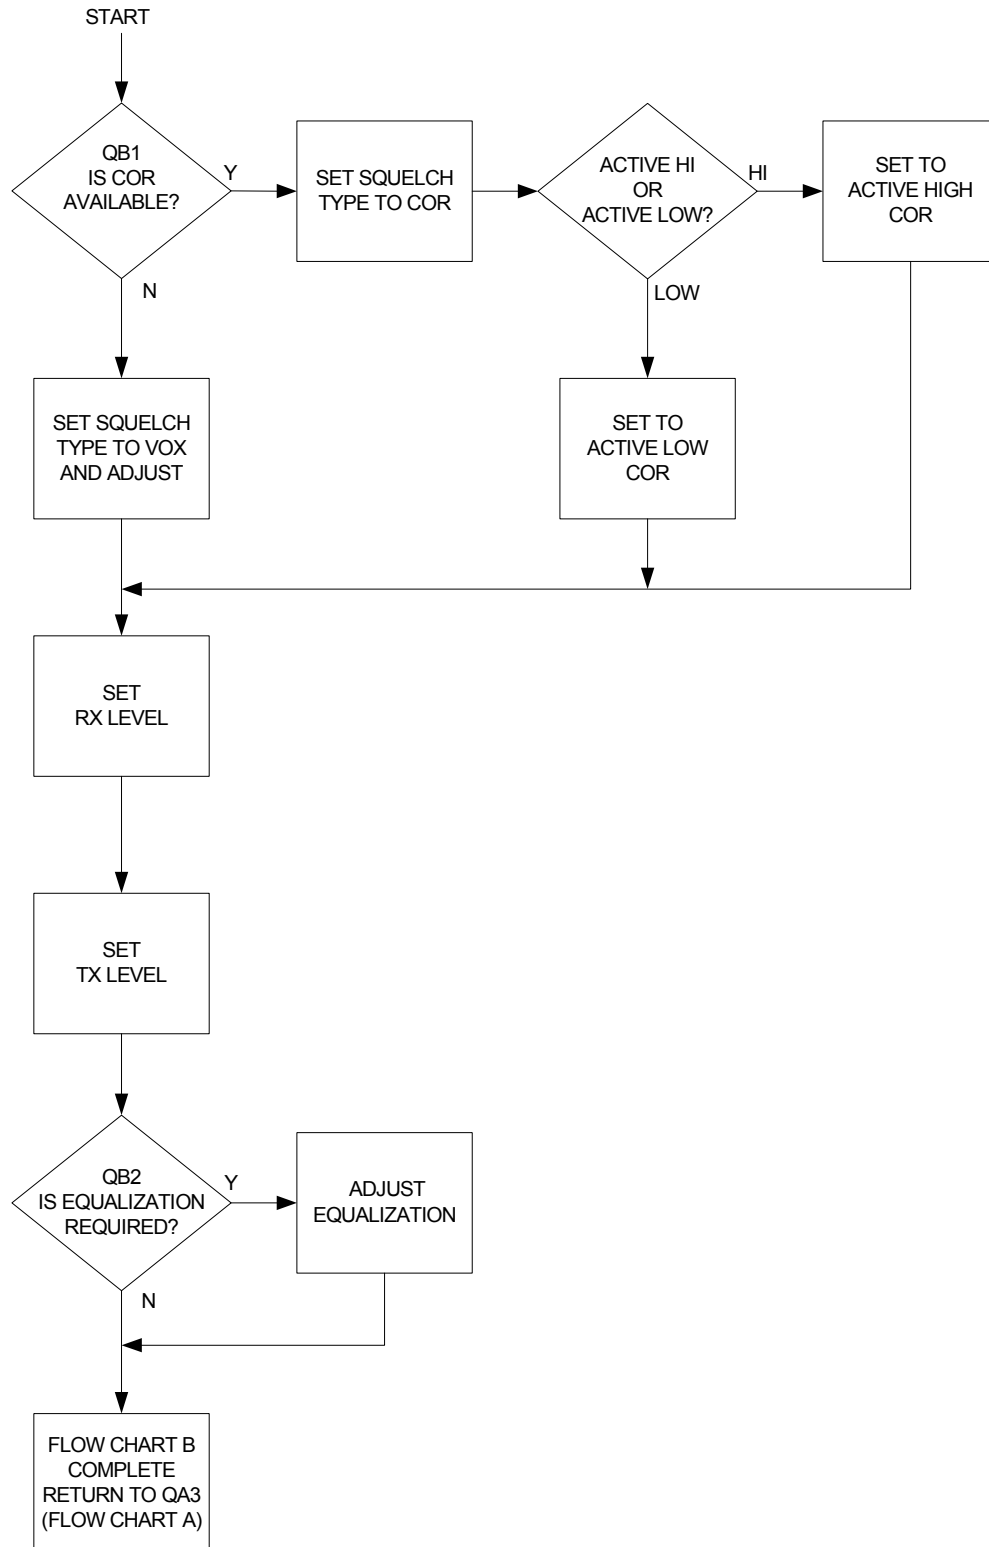 START
QB1
IS COR
AVAILABLE?
Y
N
SET SQUELCH
TYPE TO COR
ACTIVE HI
OR
ACTIVE LOW?
HI
LOW
SET TO
ACTIVE HIGH
COR
SET SQUELCH
TYPE TO VOX
AND ADJUST
SET TO
ACTIVE LOW
COR
SET
RX LEVEL
SET
TX LEVEL
QB2
IS EQUALIZATION
REQUIRED?
Y
N
ADJUST
EQUALIZATION
FLOW CHART B
COMPLETE
RETURN TO QA3
(FLOW CHART A)